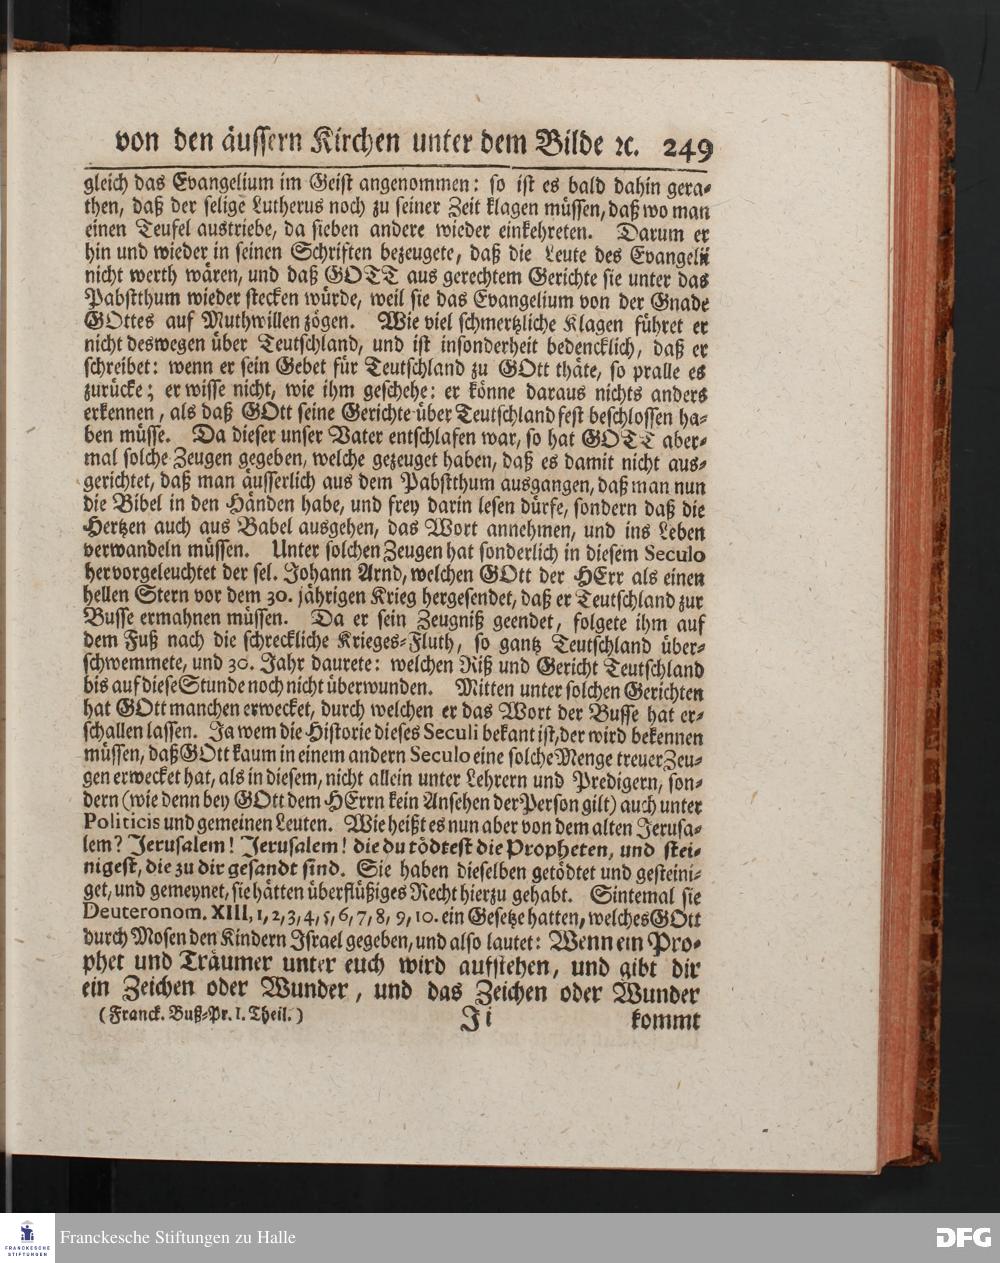 von den äussern Kirchen unter dem Bilde ꝛc. 249
gleich das Evangelium im Geist angenommen: so ist es bald dahin gera-
then, daß der selige Lutherus noch zu seiner Zeit klagen müssen, daß wo man
einen Teufel austriebe, da sieben andere wieder einkehreten. Darum er
hin und wieder in seinen Schriften bezeugete, daß die Leute des Evangelii
nicht werth wären, und daß GOTT aus gerechtem Gerichte sie unter das
Pabstthum wieder stecken würde, weil sie das Evangelium von der Gnade
GOttes auf Muthwillen zögen. Wie viel schmertzliche Klagen führet er
nicht deswegen über Teutschland, und ist insonderheit bedencklich, daß er
schreibet: wenn er sein Gebet für Teutschland zu GOtt thäte, so pralle es
zurücke; er wisse nicht, wie ihm geschehe: er könne daraus nichts anders
erkennen, als daß GOtt seine Gerichte über Teutschland fest beschlossen ha-
ben müsse. Da dieser unser Vater entschlafen war, so hat GOTT aber-
mal solche Zeugen gegeben, welche gezeuget haben, daß es damit nicht aus-
gerichtet, daß man äusserlich aus dem Pabstthum ausgangen, daß man nun
die Bibel in den Händen habe, und frey darin lesen dürfe, sondern daß die
Hertzen auch aus Babel ausgehen, das Wort annehmen, und ins Leben
verwandeln müssen. Unter solchen Zeugen hat sonderlich in diesem Seculo
hervorgeleuchtet der sel. Johann Arnd, welchen GOtt der HErr als einen
hellen Stern vor dem 30. jährigen Krieg hergesendet, daß er Teutschland zur
Busse ermahnen müssen. Da er sein Zeugniß geendet, folgete ihm auf
dem Fuß nach die schreckliche Krieges-Fluth, so gantz Teutschland über-
schwemmete, und 30. Jahr daurete: welchen Riß und Gericht Teutschland
bis auf diese Stunde noch nicht überwunden. Mitten unter solchen Gerichten
hat GOtt manchen erwecket, durch welchen er das Wort der Busse hat er-
schallen lassen. Ja wem die Historie dieses Seculi bekant ist, der wird bekennen
müssen, daß GOtt kaum in einem andern Seculo eine solche Menge treuer Zeu-
gen erwecket hat, als in diesem, nicht allein unter Lehrern und Predigern, son-
dern (wie denn bey GOtt dem HErrn kein Ansehen der Person gilt) auch unter
Politicis und gemeinen Leuten. Wie heißt es nun aber von dem alten Jerusa-
lem? Jerusalem! Jerusalem! die du tödtest die Propheten, und stei-
nigest, die zu dir gesandt sind. Sie haben dieselben getödtet und gesteini-
get, und gemeynet, sie hätten überflüßiges Recht hierzu gehabt. Sintemal sie
Deuteronom. XIII, 1, 2, 3, 4, 5, 6, 7, 8, 9, 10. ein Gesetze hatten, welches GOtt
durch Mosen den Kindern Israel gegeben, und also lautet: Wenn ein Pro-
phet und Träumer unter euch wird aufstehen, und gibt dir
ein Zeichen oder Wunder, und das Zeichen oder Wunder
(Franck. Buß-Pr. I. Theil.) Ji kommt
FRANCKESCHE
STIFTUNGEN
Franckesche Stiftungen zu Halle
DFG